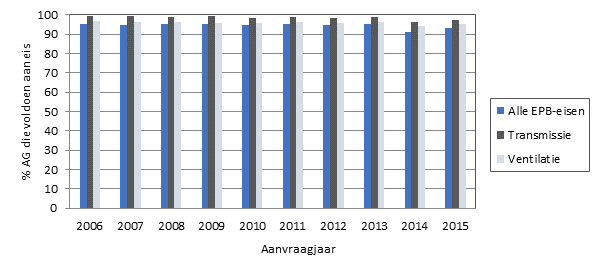 % AG die voldoen aan eis
100
90
80
70
60
50
40
30
20
10
0
2006 2007 2008 2009 2010 2011 2012 2013 2014 2015
Aanvraagjaar
Alle EPB-eisen
Transmissie
Ventilatie